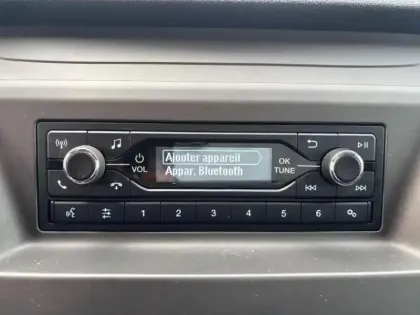 Ajouter appareil
Appar. Bluetooth
VOL
OK
TUNE
1 2 3 4 5 6